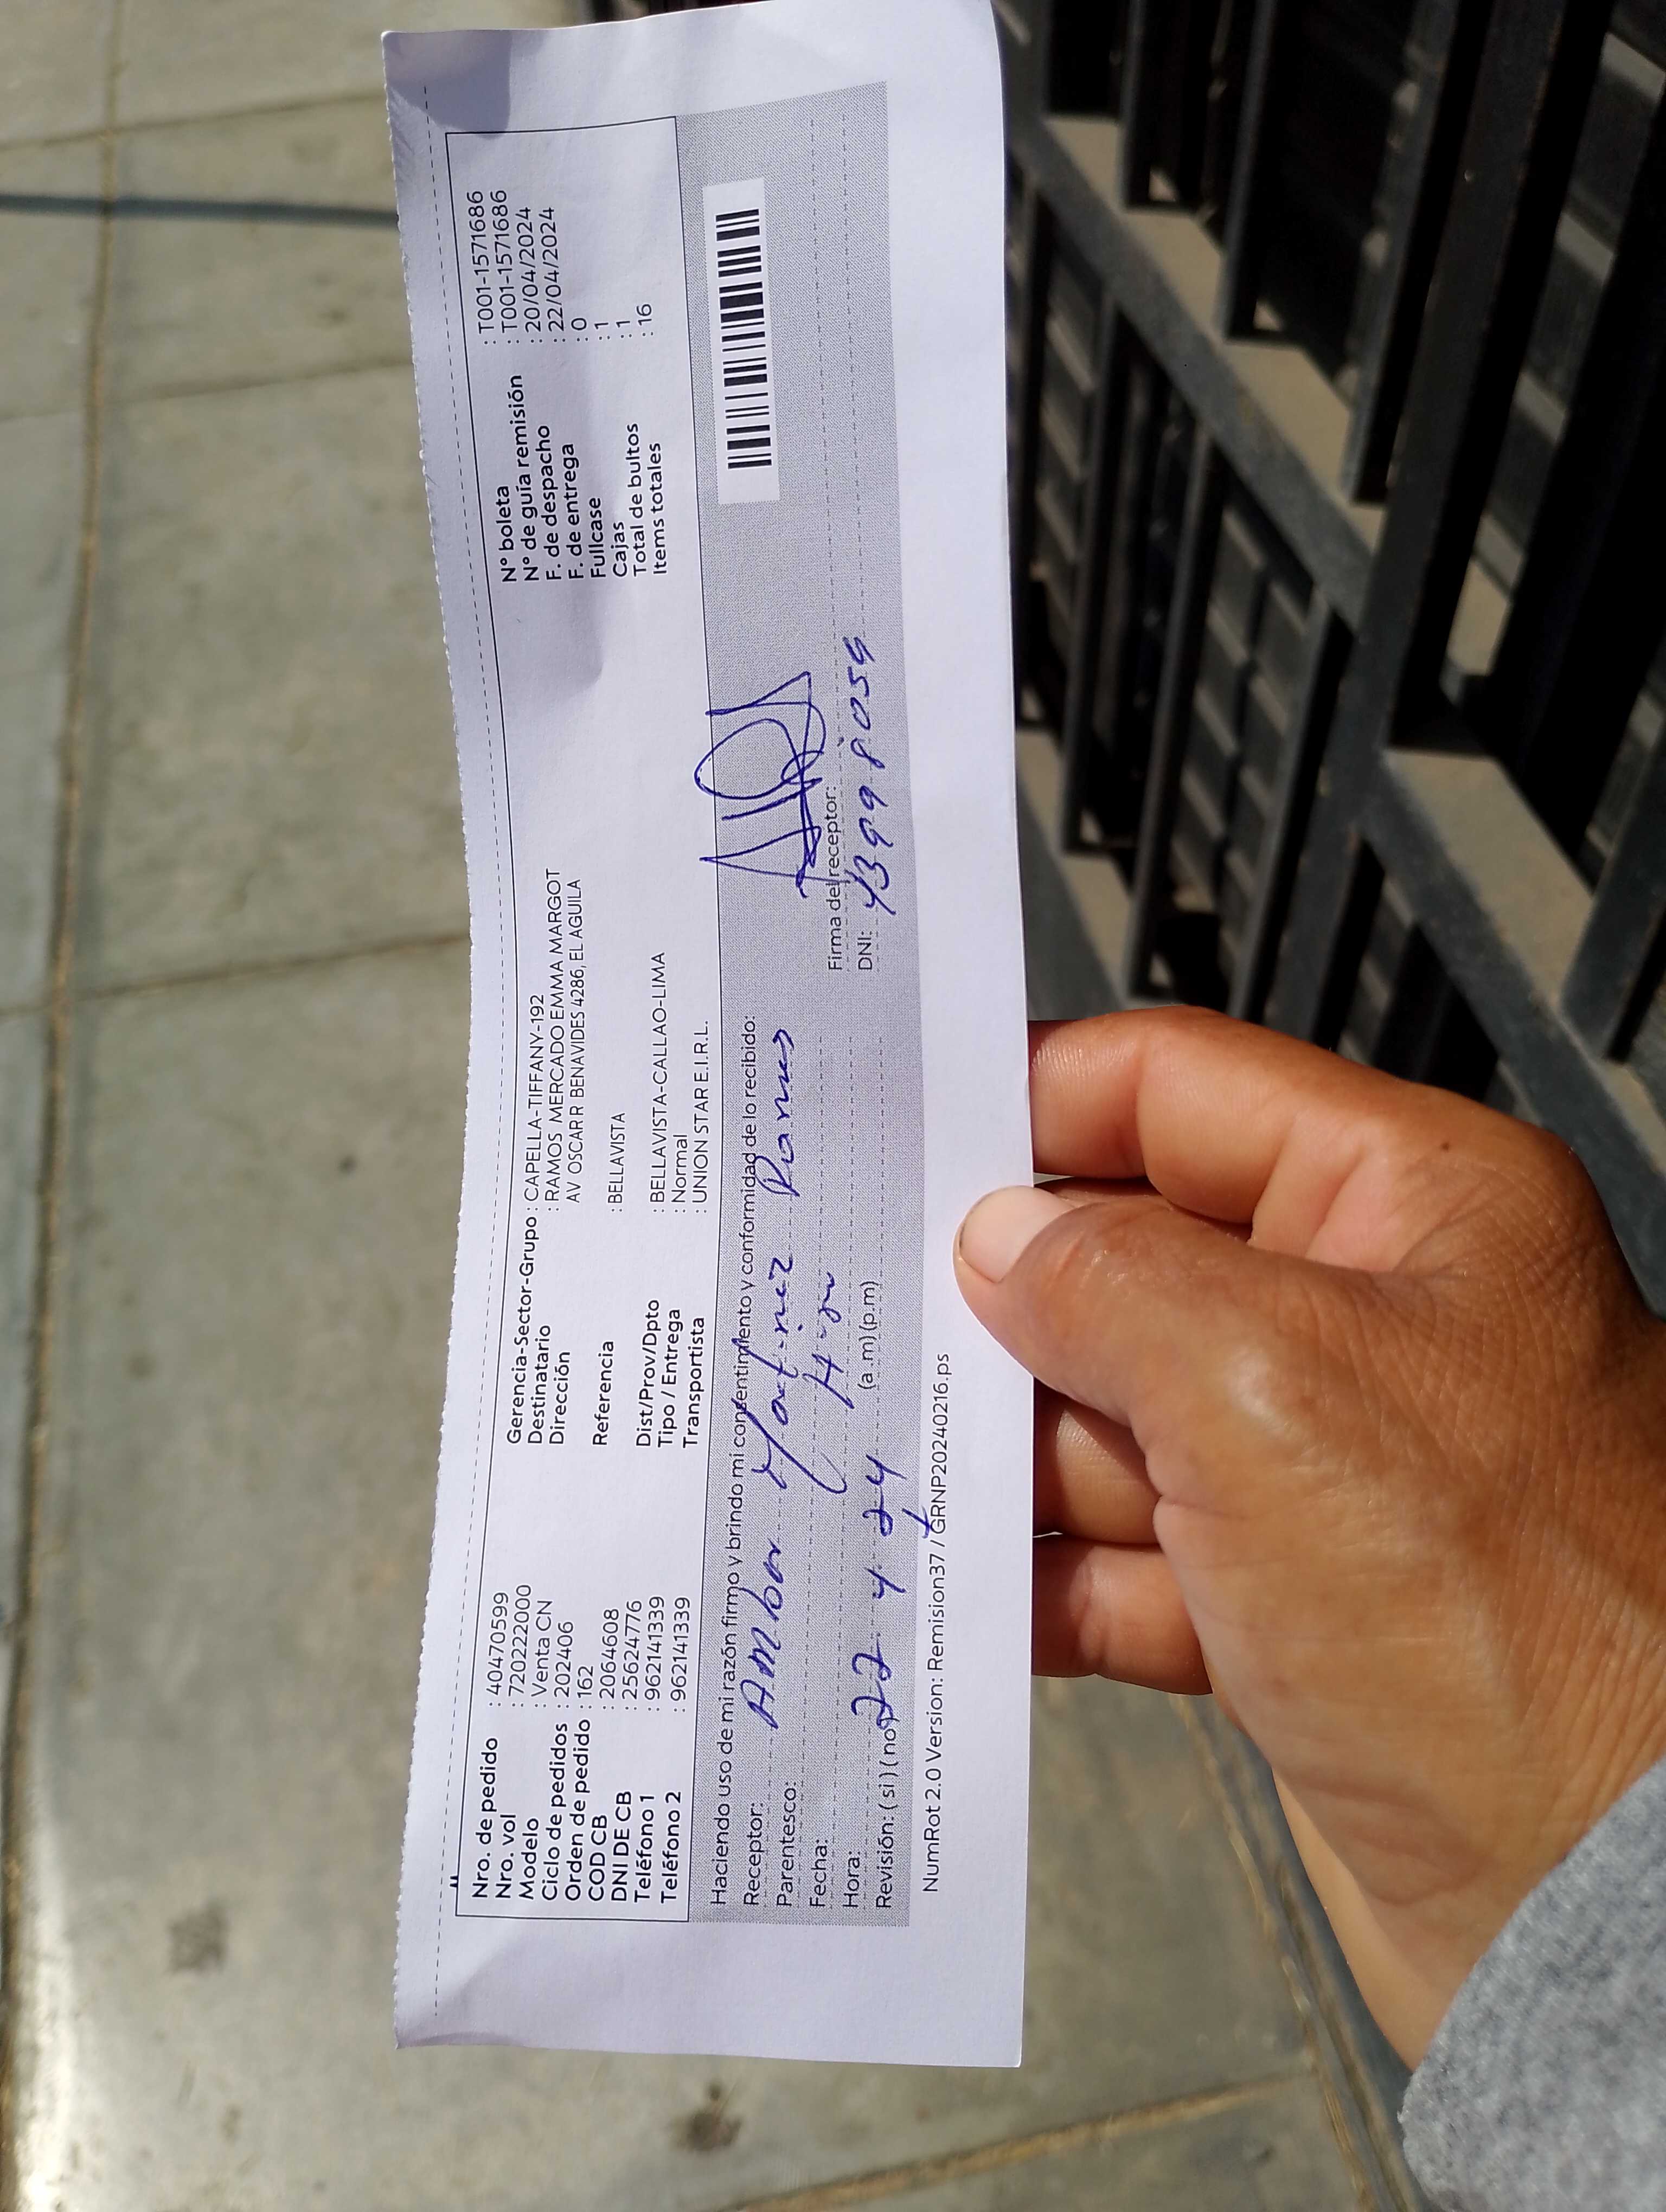 Nro. de pedido : 40470599
Nro. vol : 720222000
Modelo : Venta CN
Ciclo de pedidos : 202406
Orden de pedido : 162
COD CB : 2064608
DNI DE CB : 25624776
Teléfono 1 : 962141339
Teléfono 2 : 962141339
Gerencia-Sector-Grupo : CAPELLA-TIFFANY-192
Destinatario : RAMOS MERCADO EMMA MARGOT
Dirección AV OSCAR R BENAVIDES 4286, EL AGUILA
Referencia : BELLAVISTA
Dist/Prov/Dpto : BELLAVISTA-CALLAO-LIMA
Tipo / Entrega : Normal
Transportista : UNION STAR E.I.R.L.
N° boleta : T001-1571686
N° de guía remisión : T001-1571686
F. de despacho : 20/04/2024
F. de entrega : 22/04/2024
Fullcase : 0
Cajas : 1
Total de bultos : 1
Items totales : 16
Haciendo uso de mi razón firmo y brindo mi consentimiento y conformidad de lo recibido:
Receptor: Ambar Martinez Ramos
Parentesco:
Fecha: 22 4 24
Hora: (a.m) (p.m)
Revisión: ( si ) ( no
Firma del receptor:
DNI: 43998059
NumRot 2.0 Version: Remision37 / GRNP20240216.ps